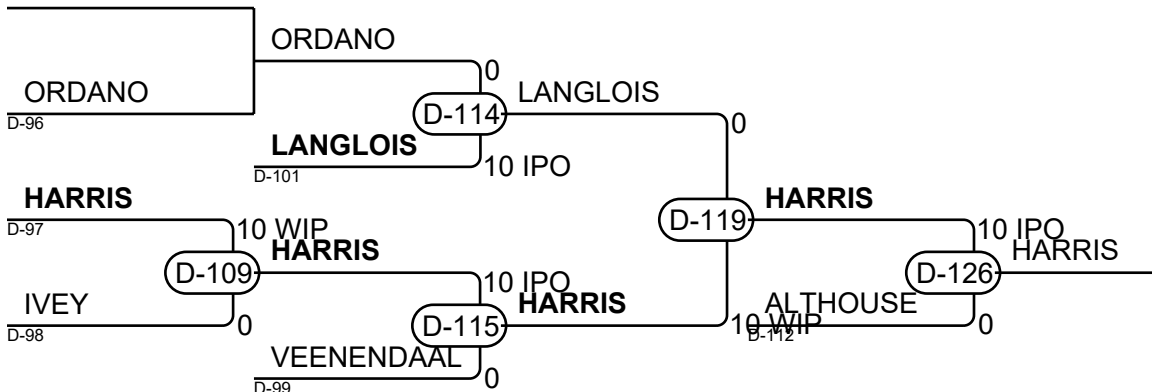 ORDANO
0
ORDANO
D-96
D-114
LANGLOIS
0
LANGLOIS
D-101
10 IPO
HARRIS
D-97
10 WIP
HARRIS
D-109
D-119
HARRIS
10 IPO
HARRIS
D-126
10 IPO
IVEY
D-98
0
D-115
HARRIS
10 WIP
ALTHOUSE
D-112
0
VEENENDAAL
D-99
0